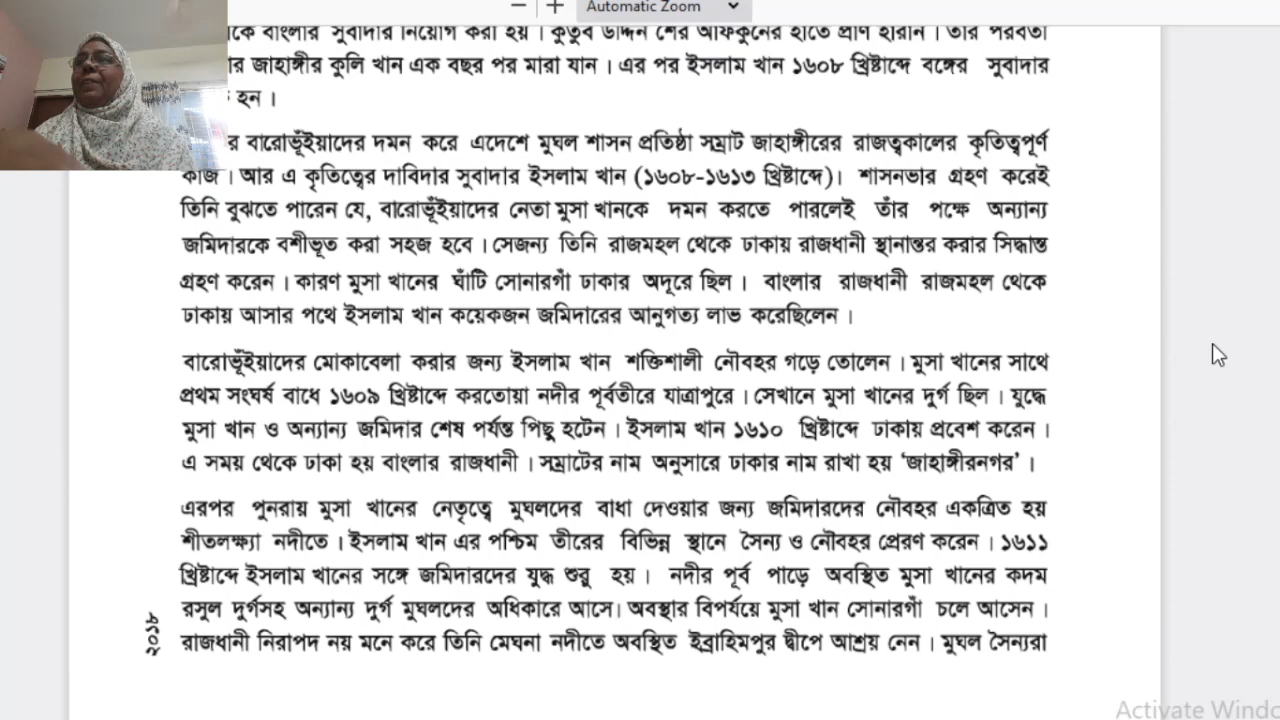 Automatic Zoom
কে বাংলার সুবাদার নিয়োগ করা হয়। কুতুব উদ্দিন শের আফকুনের হাতে প্রাণ হারান। তাঁর পরবর্তী
র জাহাঙ্গীর কুলি খান এক বছর পর মারা যান। এর পর ইসলাম খান ১৬০৮ খ্রিষ্টাব্দে বঙ্গের সুবাদার
হন।
র বারোভূঁইয়াদের দমন করে এদেশে মুঘল শাসন প্রতিষ্ঠা সম্রাট জাহাঙ্গীরের রাজত্বকালের কৃতিত্বপূর্ণ
কাজ। আর এ কৃতিত্বের দাবিদার সুবাদার ইসলাম খান (১৬০৮-১৬১৩ খ্রিষ্টাব্দে)। শাসনভার গ্রহণ করেই
তিনি বুঝতে পারেন যে, বারোভূঁইয়াদের নেতা মুসা খানকে দমন করতে পারলেই তাঁর পক্ষে অন্যান্য
জমিদারকে বশীভূত করা সহজ হবে। সেজন্য তিনি রাজমহল থেকে ঢাকায় রাজধানী স্থানান্তর করার সিদ্ধান্ত
গ্রহণ করেন। কারণ মুসা খানের ঘাঁটি সোনারগাঁ ঢাকার অদূরে ছিল। বাংলার রাজধানী রাজমহল থেকে
ঢাকায় আসার পথে ইসলাম খান কয়েকজন জমিদারের আনুগত্য লাভ করেছিলেন।
বারোভূঁইয়াদের মোকাবেলা করার জন্য ইসলাম খান শক্তিশালী নৌবহর গড়ে তোলেন। মুসা খানের সাথে
প্রথম সংঘর্ষ বাধে ১৬০৯ খ্রিষ্টাব্দে করতোয়া নদীর পূর্বতীরে যাত্রাপুরে। সেখানে মুসা খানের দুর্গ ছিল। যুদ্ধে
মুসা খান ও অন্যান্য জমিদার শেষ পর্যন্ত পিছু হটেন। ইসলাম খান ১৬১০ খ্রিষ্টাব্দে ঢাকায় প্রবেশ করেন।
এ সময় থেকে ঢাকা হয় বাংলার রাজধানী। সম্রাটের নাম অনুসারে ঢাকার নাম রাখা হয় ‘জাহাঙ্গীরনগর’।
এরপর পুনরায় মুসা খানের নেতৃত্বে মুঘলদের বাধা দেওয়ার জন্য জমিদারদের নৌবহর একত্রিত হয়
শীতলক্ষ্যা নদীতে। ইসলাম খান এর পশ্চিম তীরের বিভিন্ন স্থানে সৈন্য ও নৌবহর প্রেরণ করেন। ১৬১১
খ্রিষ্টাব্দে ইসলাম খানের সঙ্গে জমিদারদের যুদ্ধ শুরু হয়। নদীর পূর্ব পাড়ে অবস্থিত মুসা খানের কদম
রসুল দুর্গসহ অন্যান্য দুর্গ মুঘলদের অধিকারে আসে। অবস্থার বিপর্যয়ে মুসা খান সোনারগাঁ চলে আসেন।
রাজধানী নিরাপদ নয় মনে করে তিনি মেঘনা নদীতে অবস্থিত ইব্রাহিমপুর দ্বীপে আশ্রয় নেন। মুঘল সৈন্যরা
২০১৮
Activate Windo